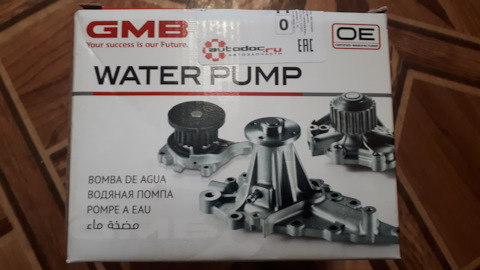 GMB
Your success is our Future.
H
O
autodoc.ru
автозапчасти
EAC
OE
WATER PUMP
BOMBA DE AGUA
ВОДЯНАЯ ПОМПА
POMPE A EAU
مضخة ماء
GMB